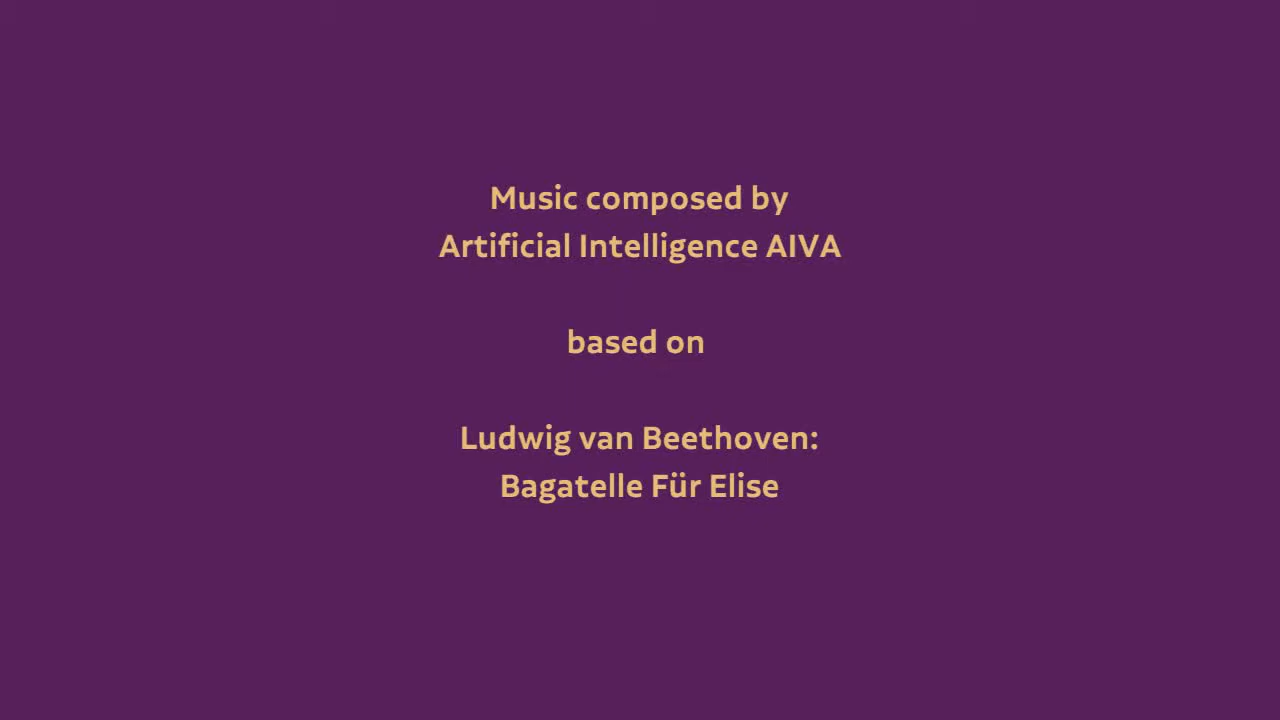 Music composed by
Artificial Intelligence AIVA
based on
Ludwig van Beethoven:
Bagatelle Für Elise